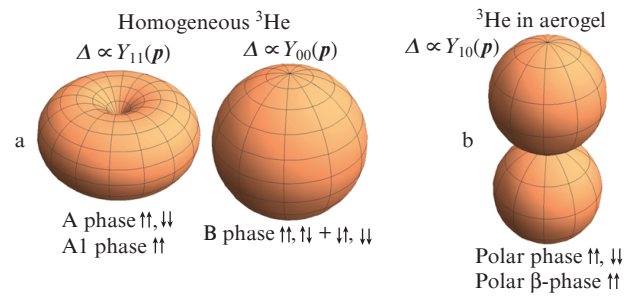 Homogeneous ³He
Δ ∝ Y₁₁(p)
Δ ∝ Y₀₀(p)
a
A phase ⇈, ⇊
A1 phase ⇈
B phase ⇈, ↑↓ + ↓↑, ⇊
³He in aerogel
Δ ∝ Y₁₀(p)
b
Polar phase ⇈, ⇊
Polar β-phase ⇈